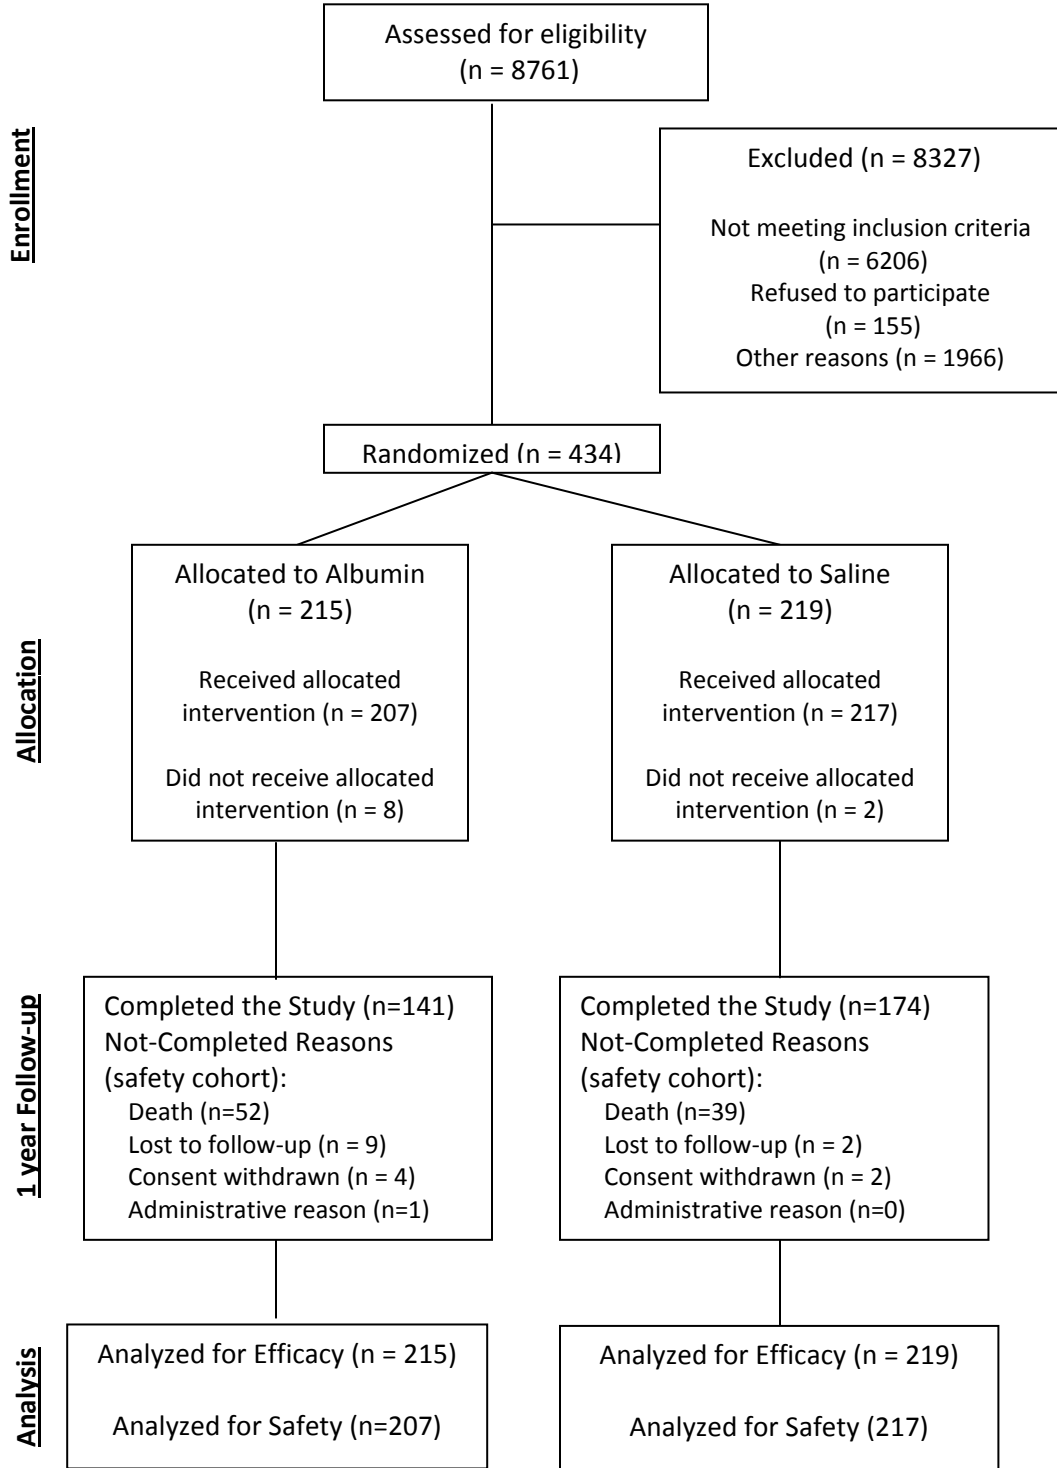 Assessed for eligibility
(n = 8761)
Enrollment
Excluded (n = 8327)
Not meeting inclusion criteria
(n = 6206)
Refused to participate
(n = 155)
Other reasons (n = 1966)
Randomized (n = 434)
Allocation
Allocated to Albumin
(n = 215)
Received allocated
intervention (n = 207)
Did not receive allocated
intervention (n = 8)
Allocated to Saline
(n = 219)
Received allocated
intervention (n = 217)
Did not receive allocated
intervention (n = 2)
1 year Follow-up
Completed the Study (n=141)
Not-Completed Reasons
(safety cohort):
Death (n=52)
Lost to follow-up (n = 9)
Consent withdrawn (n = 4)
Administrative reason (n=1)
Completed the Study (n=174)
Not-Completed Reasons
(safety cohort):
Death (n=39)
Lost to follow-up (n = 2)
Consent withdrawn (n = 2)
Administrative reason (n=0)
Analysis
Analyzed for Efficacy (n = 215)
Analyzed for Safety (n=207)
Analyzed for Efficacy (n = 219)
Analyzed for Safety (217)